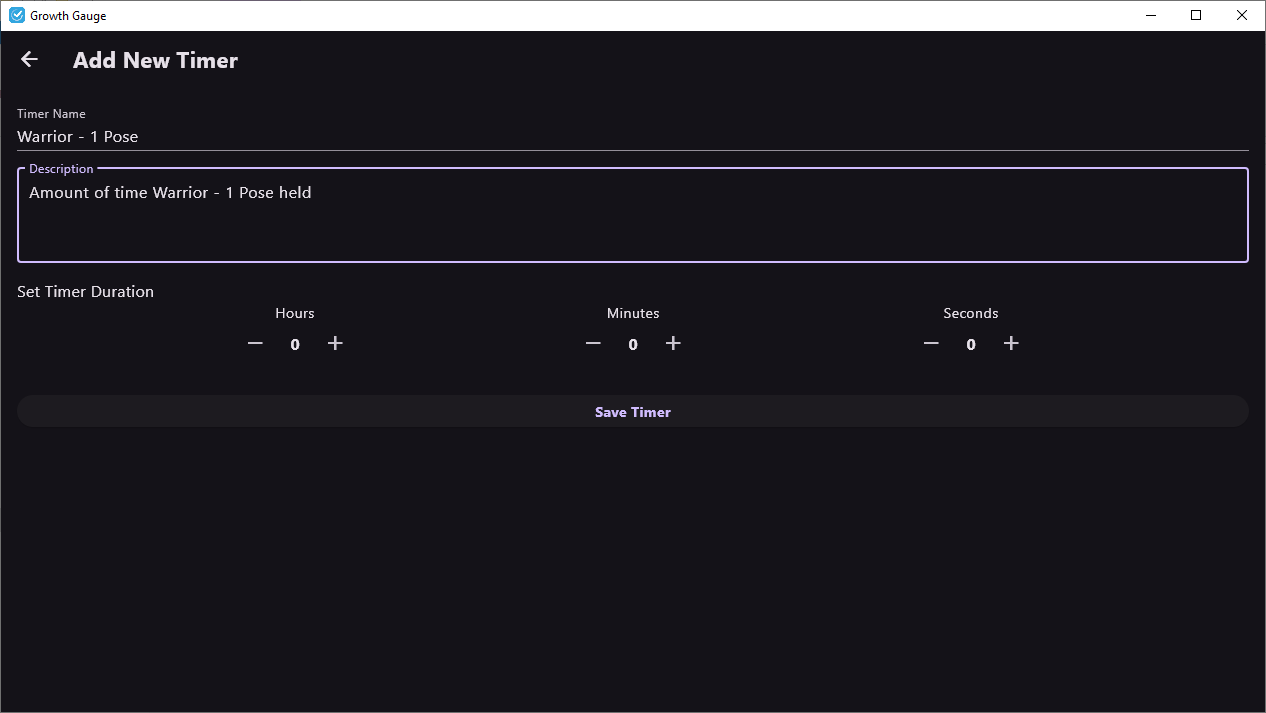 Growth Gauge
Add New Timer
Timer Name
Warrior - 1 Pose
Description
Amount of time Warrior - 1 Pose held
Set Timer Duration
Hours Minutes Seconds
− 0 + − 0 + − 0 +
Save Timer